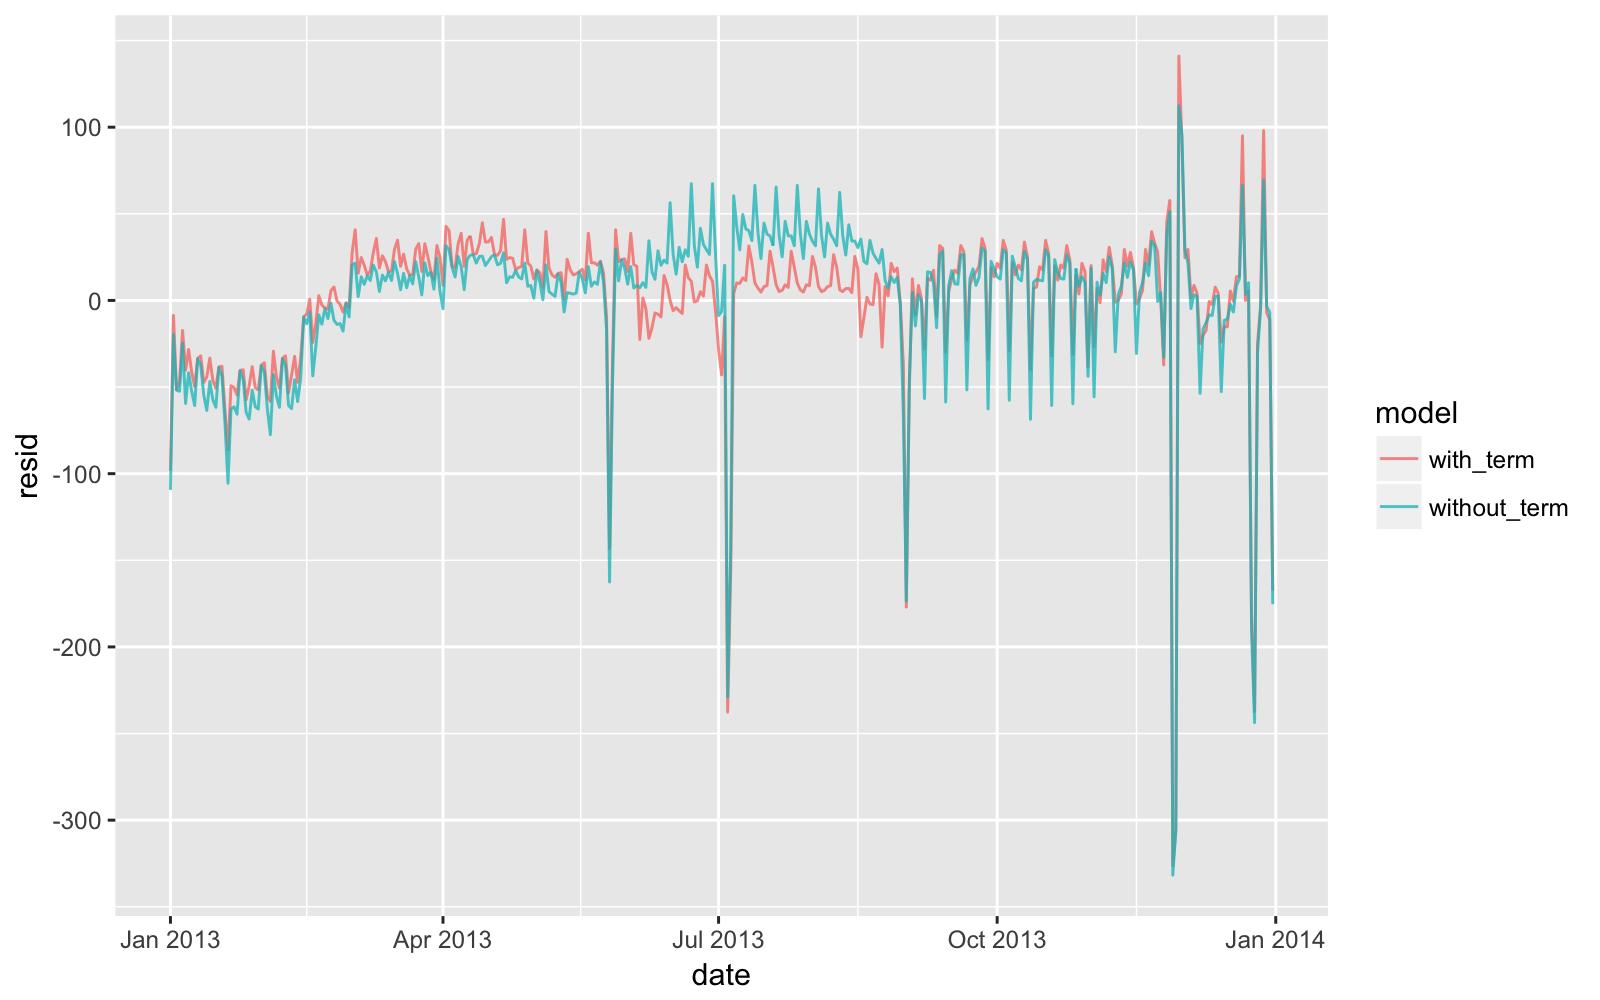 100
0
-100
-200
-300
resid
Jan 2013
Apr 2013
Jul 2013
Oct 2013
Jan 2014
date
model
with_term
without_term